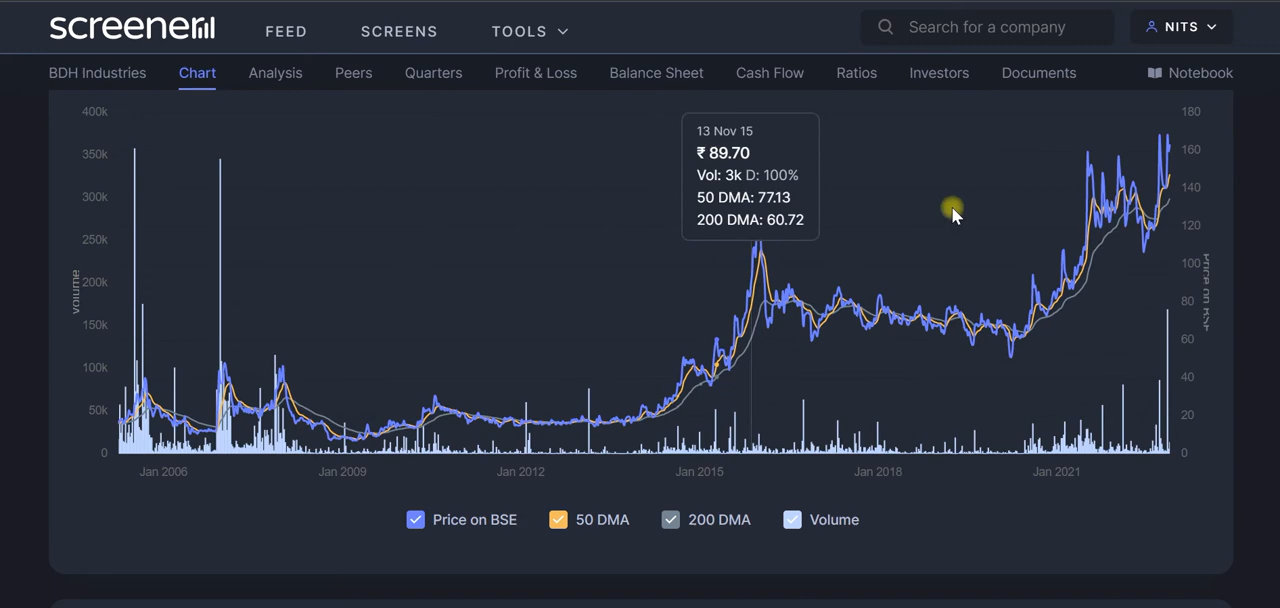 screener
FEED SCREENS TOOLS
Search for a company
NITS
BDH Industries Chart Analysis Peers Quarters Profit & Loss Balance Sheet Cash Flow Ratios Investors Documents Notebook
400k 180
13 Nov 15
₹ 89.70
Vol: 3k D: 100%
50 DMA: 77.13
200 DMA: 60.72
350k 160
300k 140
250k 120
200k 100
150k 80
100k 60
50k 40
0 20
0
Volume
Jan 2006 Jan 2009 Jan 2012 Jan 2015 Jan 2018 Jan 2021
Price on BSE 50 DMA 200 DMA Volume